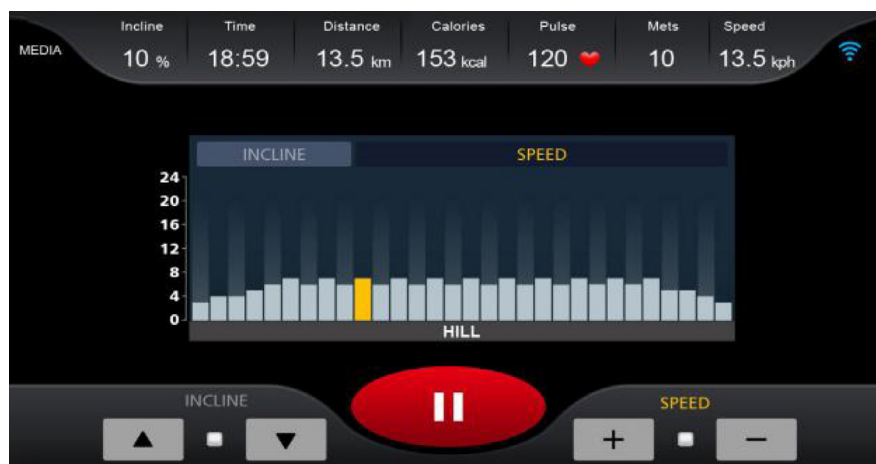 MEDIA
Incline Time Distance Calories Pulse Mets Speed
10 % 18:59 13.5 km 153 kcal 120 10 13.5 kph
INCLINE SPEED
24
20
16
12
8
4
0
HILL
INCLINE SPEED
+ −